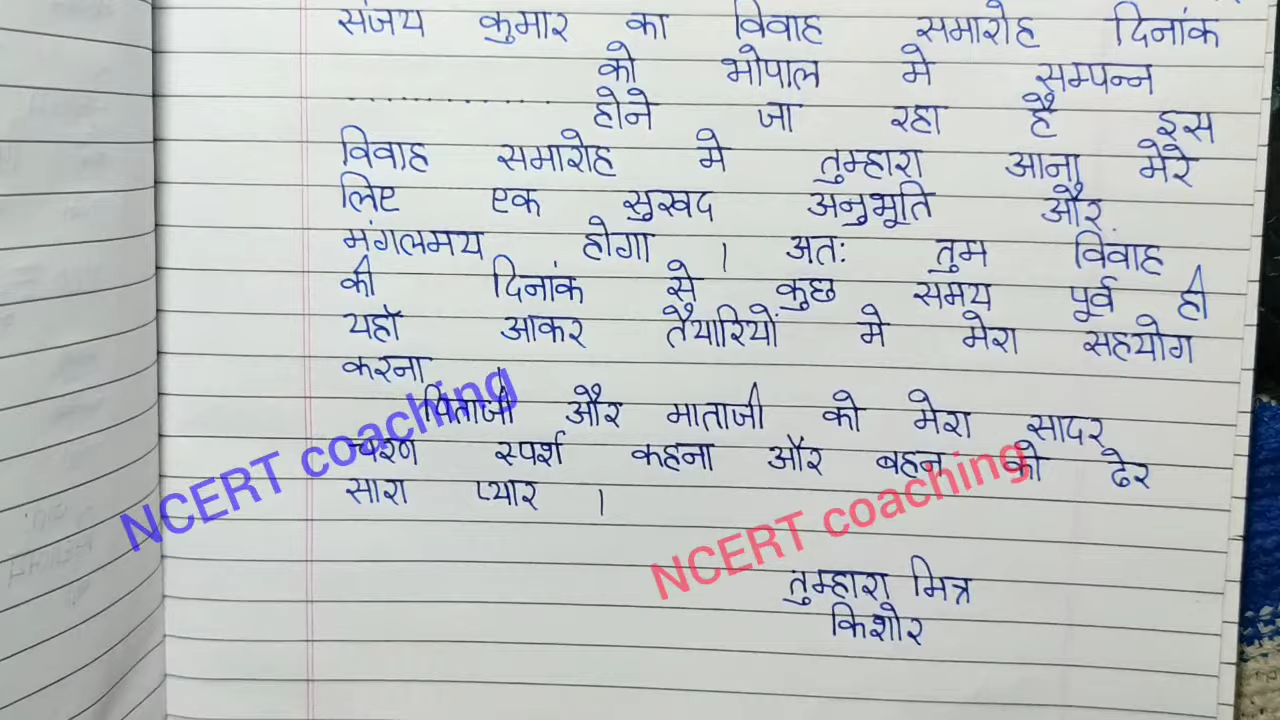 संजय कुमार का विवाह समारोह दिनांक
को भोपाल मे सम्पन्न
.............. होने जा रहा है इस
विवाह समारोह मे तुम्हारा आना मेरे
लिए एक सुखद अनुभूति और
मंगलमय होगा । अतः तुम विवाह
की दिनांक से कुछ समय पूर्व ही
यहाँ आकर तैयारियों मे मेरा सहयोग
करना
पिताजी और माताजी को मेरा सादर
चरण स्पर्श कहना और बहन को ढेर
सारा प्यार ।
NCERT coaching
NCERT coaching
तुम्हारा मित्र
किशोर